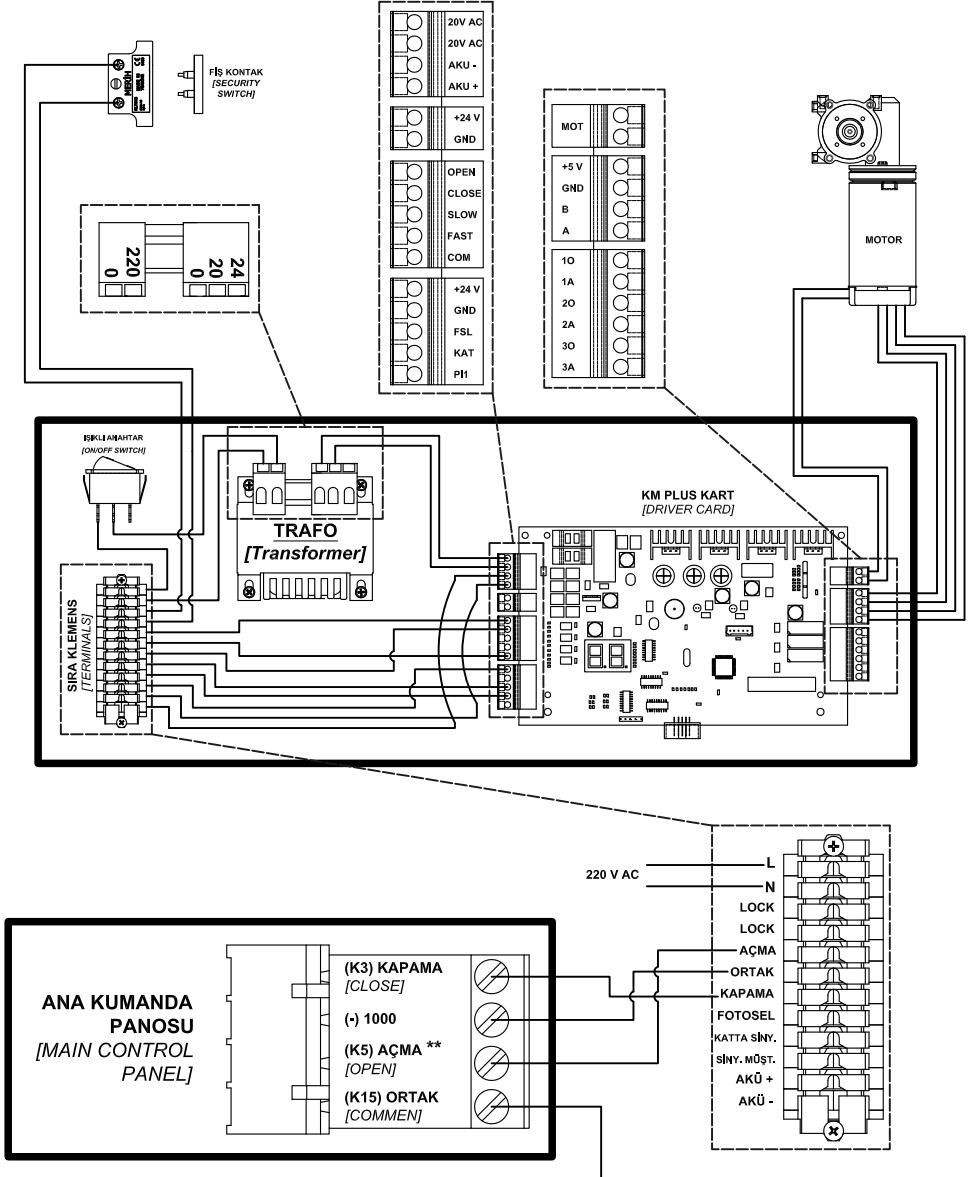 20V AC
20V AC
AKU -
AKU +
+24 V
GND
OPEN
CLOSE
SLOW
FAST
COM
+24 V
GND
FSL
KAT
PI1
MERİH
FİŞ KONTAK
[SECURITY
SWITCH]
MOT
+5 V
GND
B
A
1O
1A
2O
2A
3O
3A
MOTOR
0
220
0
20
24
IŞIKLI ANAHTAR
[ON/OFF SWITCH]
TRAFO
[Transformer]
KM PLUS KART
[DRIVER CARD]
SIRA KLEMENS
[TERMINALS]
220 V AC
L
N
LOCK
LOCK
AÇMA
ORTAK
KAPAMA
FOTOSEL
KATTA SİNY.
SİNY. MÜŞT.
AKÜ +
AKÜ -
ANA KUMANDA
PANOSU
[MAIN CONTROL
PANEL]
(K3) KAPAMA
[CLOSE]
(-) 1000
(K5) AÇMA **
[OPEN]
(K15) ORTAK
[COMMEN]